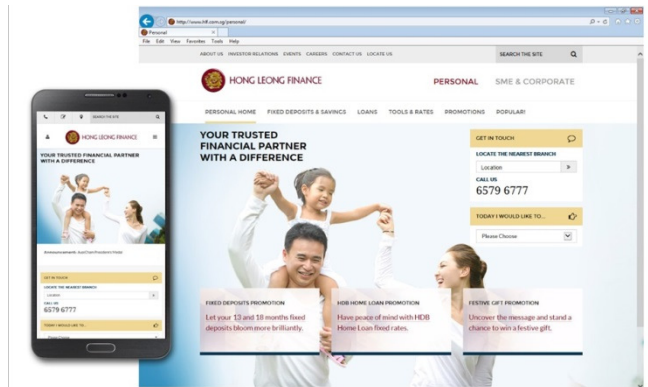 http://www.hlf.com.sg/personal/
Personal
File Edit View Favorites Tools Help
ABOUT US INVESTOR RELATIONS EVENTS CAREERS CONTACT US LOCATE US
SEARCH THE SITE
HONG LEONG FINANCE
PERSONAL SME & CORPORATE
PERSONAL HOME FIXED DEPOSITS & SAVINGS LOANS TOOLS & RATES PROMOTIONS POPULAR!
YOUR TRUSTED
FINANCIAL PARTNER
WITH A DIFFERENCE
GET IN TOUCH
LOCATE THE NEAREST BRANCH
Location
CALL US
6579 6777
TODAY I WOULD LIKE TO...
Please Choose
FIXED DEPOSITS PROMOTION
Let your 13 and 18 months fixed
deposits bloom more brilliantly.
HDB HOME LOAN PROMOTION
Have peace of mind with HDB
Home Loan fixed rates.
FESTIVE GIFT PROMOTION
Uncover the message and stand a
chance to win a festive gift.
SEARCH THE SITE
HONG LEONG FINANCE
YOUR TRUSTED FINANCIAL PARTNER
WITH A DIFFERENCE
GET IN TOUCH
LOCATE THE NEAREST BRANCH
Location
CALL US
6579 6777
TODAY I WOULD LIKE TO...